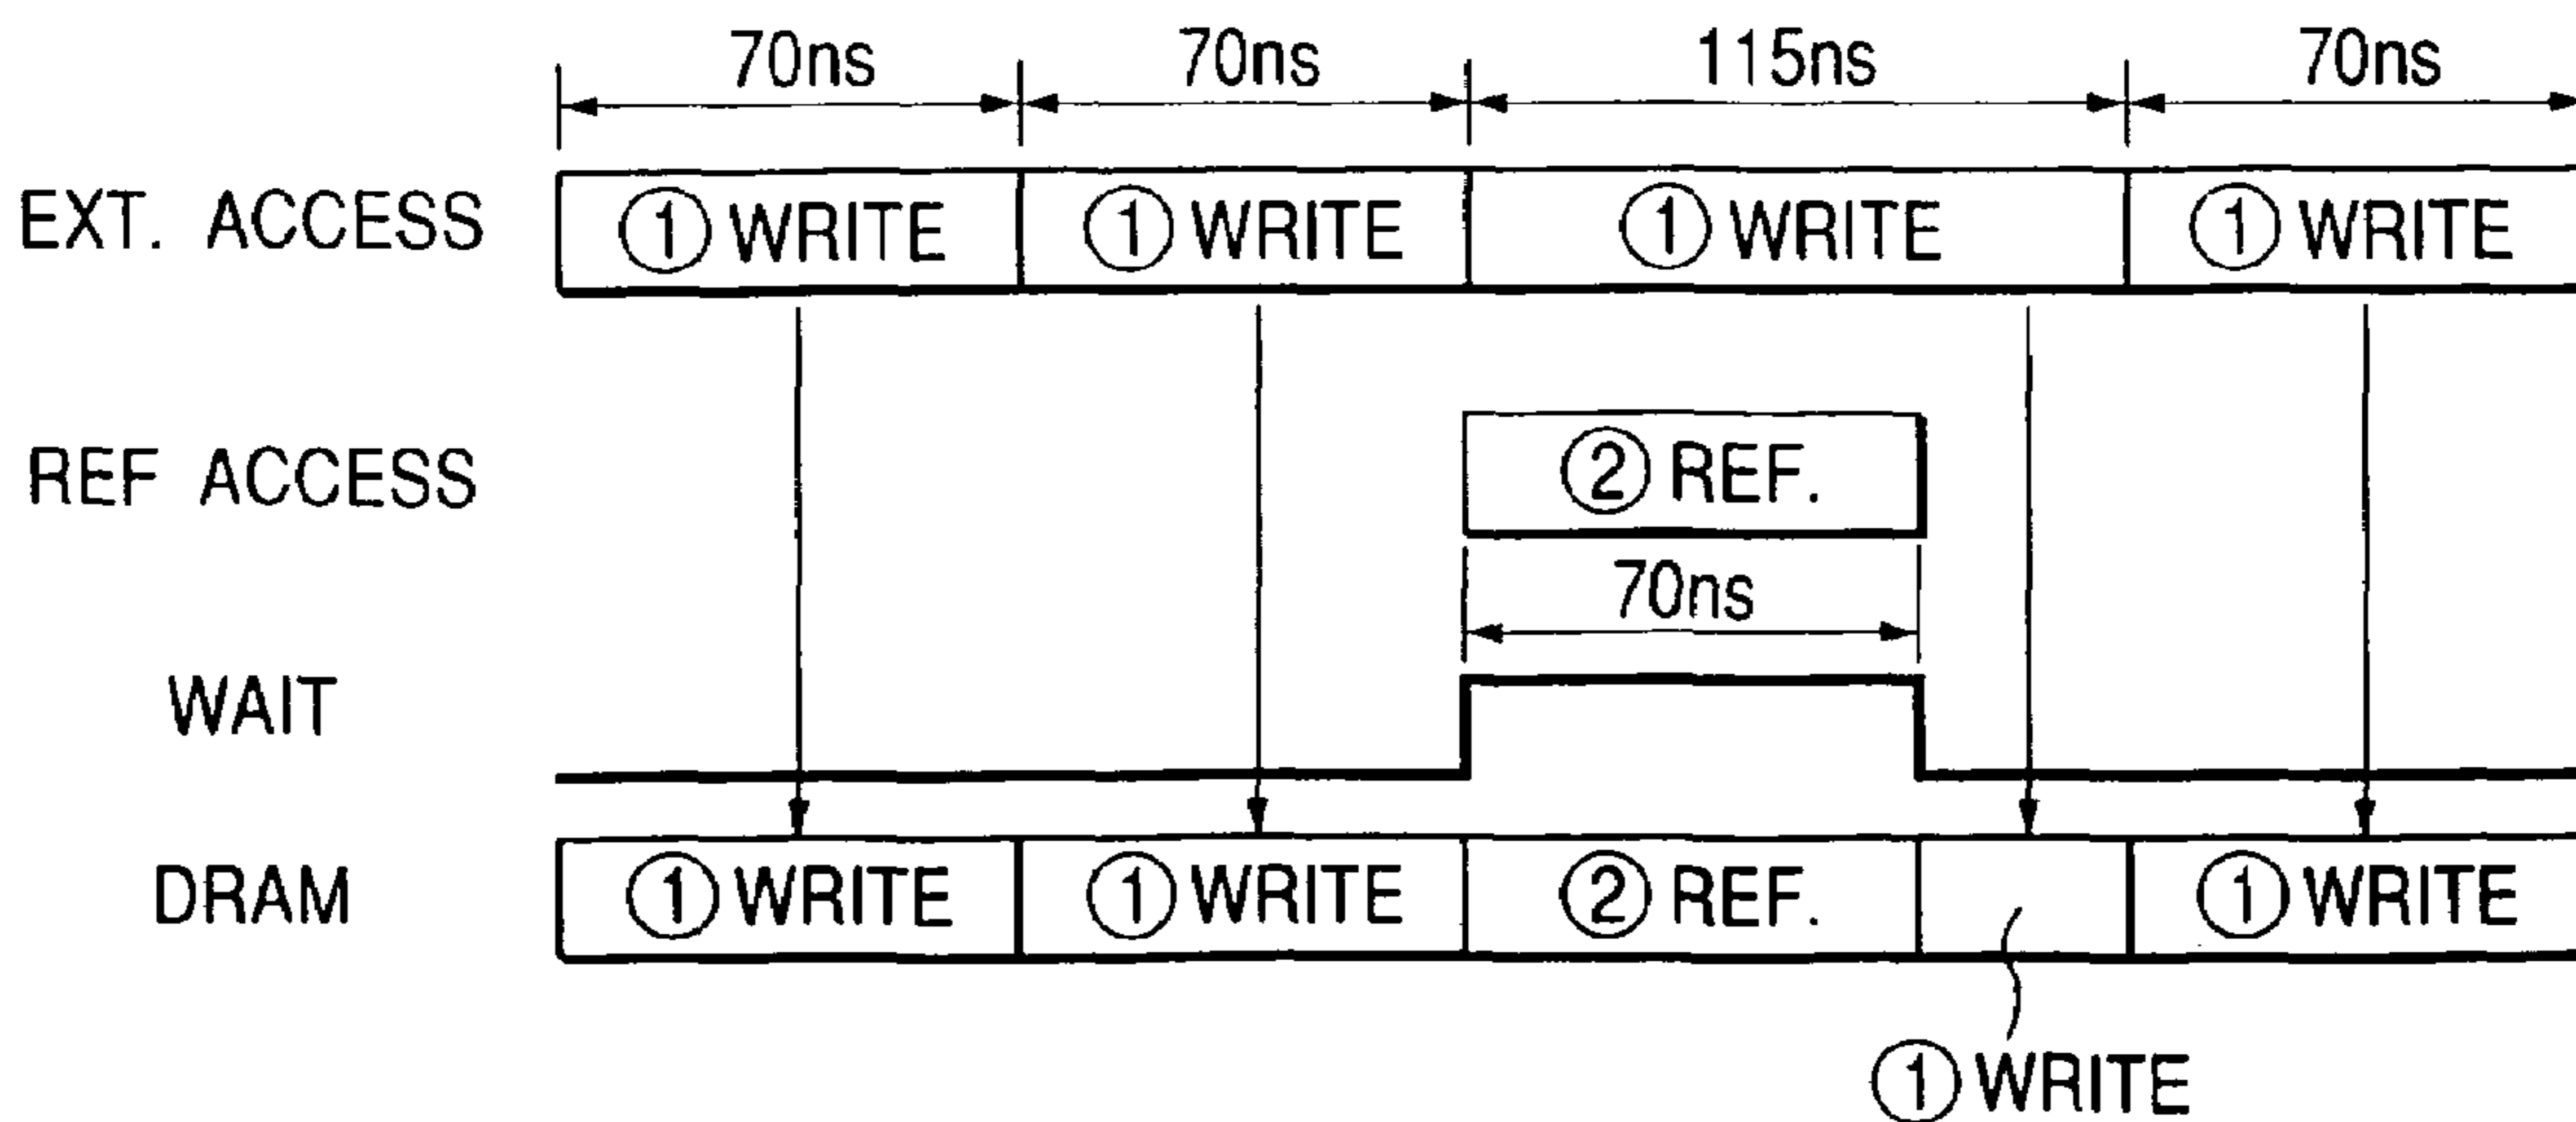 70ns 70ns 115ns 70ns
EXT. ACCESS ① WRITE ① WRITE ① WRITE ① WRITE
REF ACCESS ② REF.
70ns
WAIT
DRAM ① WRITE ① WRITE ② REF. ① WRITE
① WRITE